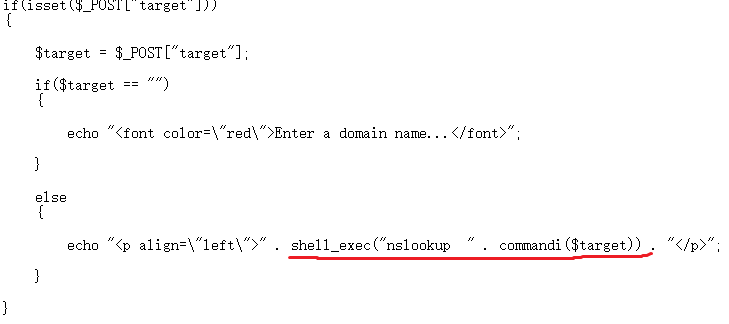 if(isset($_POST["target"]))
{
$target = $_POST["target"];
if($target == "")
{
echo "<font color=\"red\">Enter a domain name...</font>";
}
else
{
echo "<p align=\"left\">" . shell_exec("nslookup  " . commandi($target)) . "</p>";
}
}